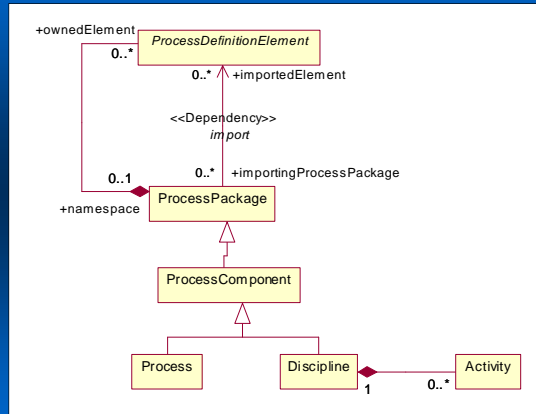 +ownedElement
ProcessDefinitionElement
0..*
0..*
+importedElement
<<Dependency>>
import
0..1
0..*
+importingProcessPackage
+namespace
ProcessPackage
ProcessComponent
Process
Discipline
Activity
1
0..*